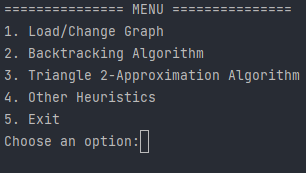 =============== MENU ===============
1. Load/Change Graph
2. Backtracking Algorithm
3. Triangle 2-Approximation Algorithm
4. Other Heuristics
5. Exit
Choose an option: